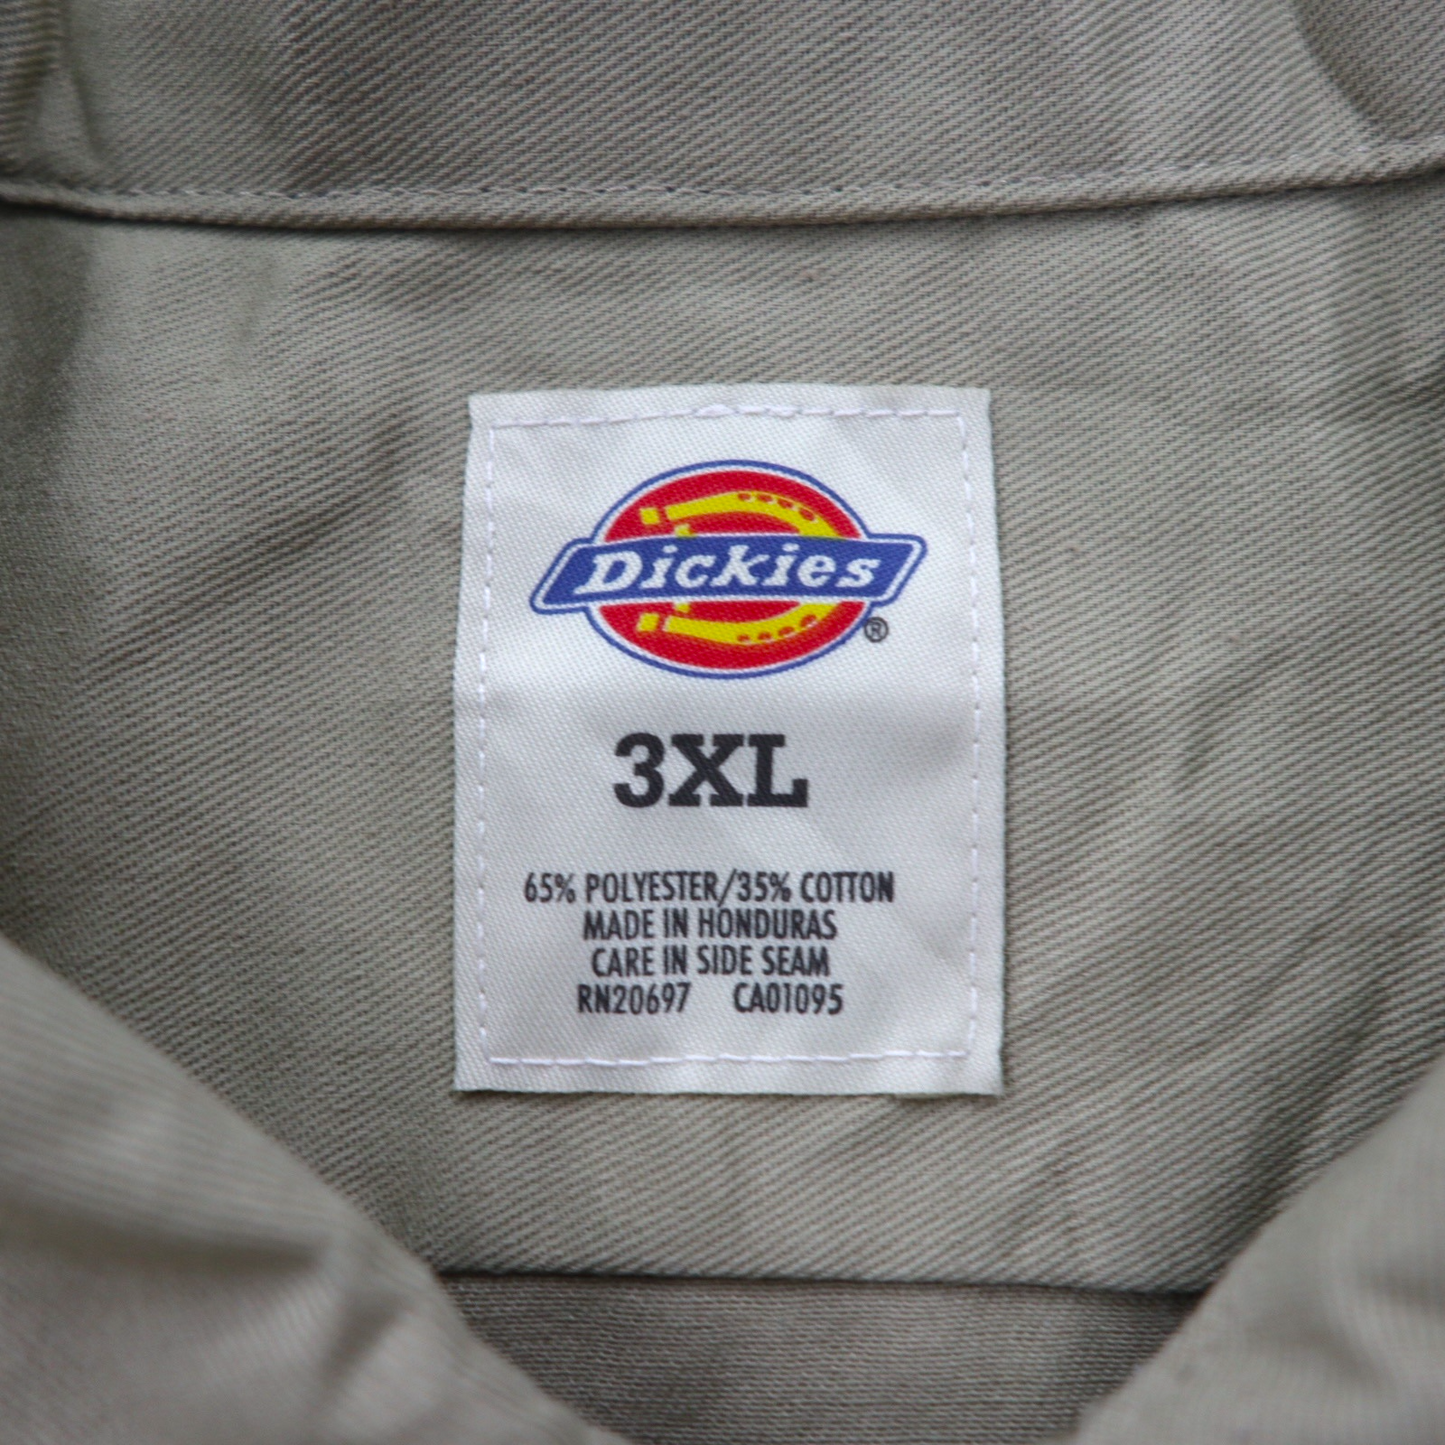 Dickies®
3XL
65% POLYESTER/35% COTTON
MADE IN HONDURAS
CARE IN SIDE SEAM
RN20697 CA01095